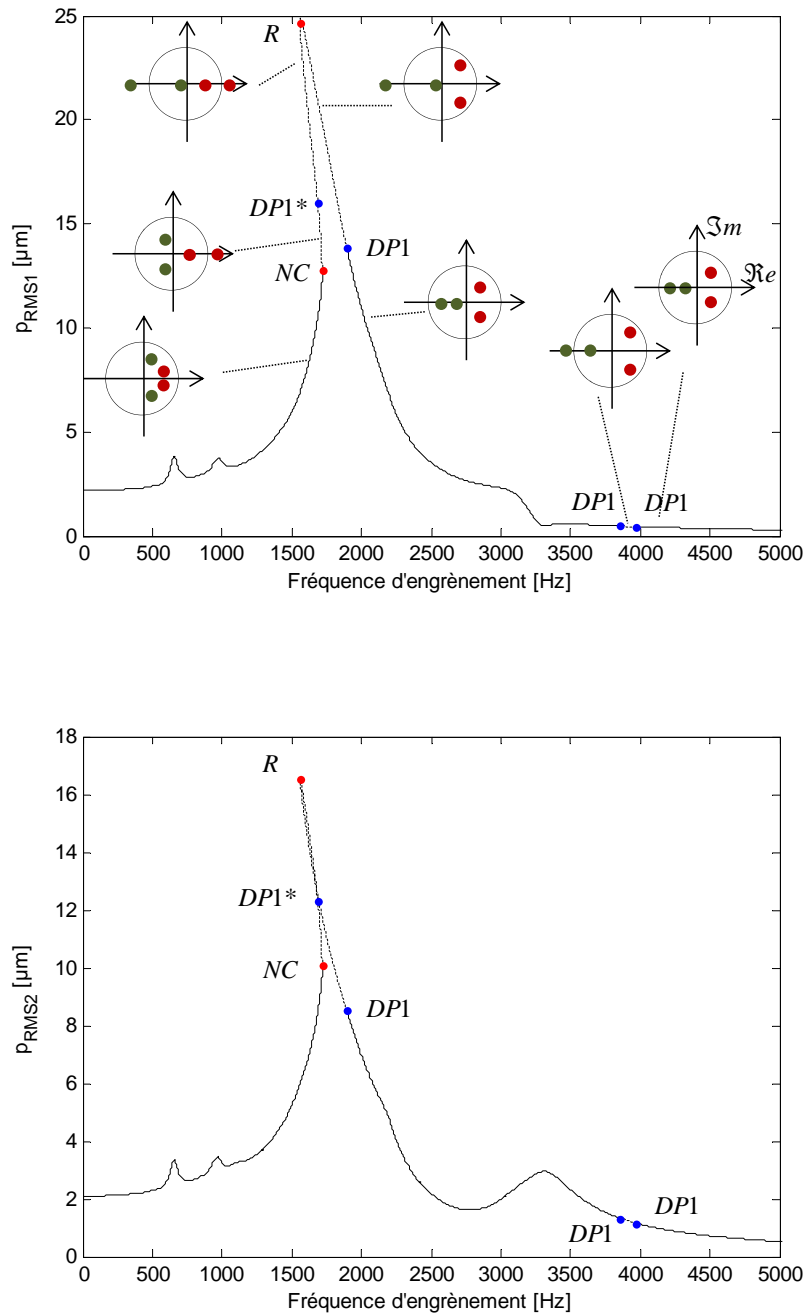 25
20
15
10
5
0
p_RMS1 [µm]
R
DP1*
NC
DP1
ℑm
ℜe
DP1
DP1
0 500 1000 1500 2000 2500 3000 3500 4000 4500 5000
Fréquence d'engrènement [Hz]
18
16
14
12
10
8
6
4
2
0
p_RMS2 [µm]
R
DP1*
NC
DP1
DP1
DP1
0 500 1000 1500 2000 2500 3000 3500 4000 4500 5000
Fréquence d'engrènement [Hz]